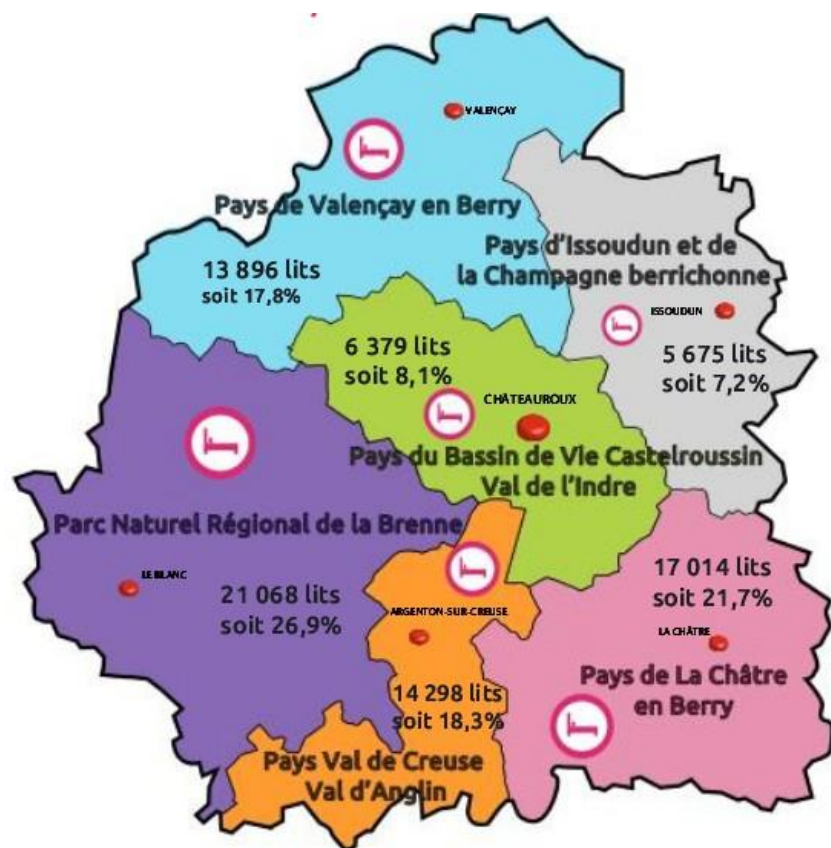 VALENÇAY
Pays de Valençay en Berry
13 896 lits
soit 17,8%
Pays d'Issoudun et de
la Champagne berrichonne
ISSOUDUN
5 675 lits
soit 7,2%
6 379 lits
soit 8,1%
CHÂTEAUROUX
Pays du Bassin de Vie Castelroussin
Val de l'Indre
Parc Naturel Régional de la Brenne
LE BLANC
21 068 lits
soit 26,9%
ARGENTON-SUR-CREUSE
14 298 lits
soit 18,3%
Pays Val de Creuse
Val d'Anglin
17 014 lits
soit 21,7%
LA CHÂTRE
Pays de La Châtre
en Berry